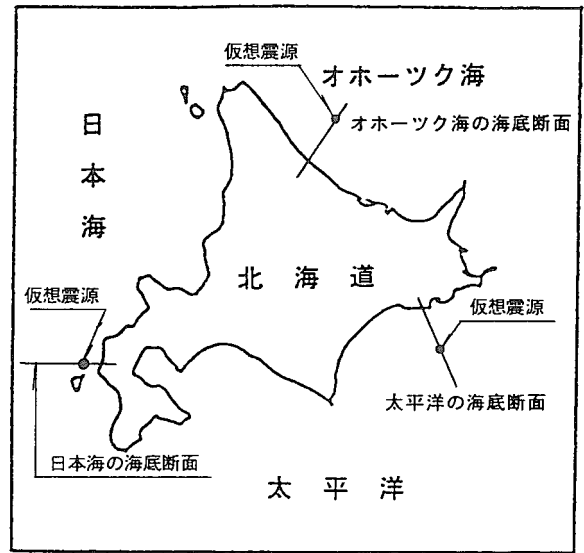 仮想震源
オホーツク海
オホーツク海の海底断面
日本海
北海道
仮想震源
仮想震源
太平洋の海底断面
日本海の海底断面
太平洋